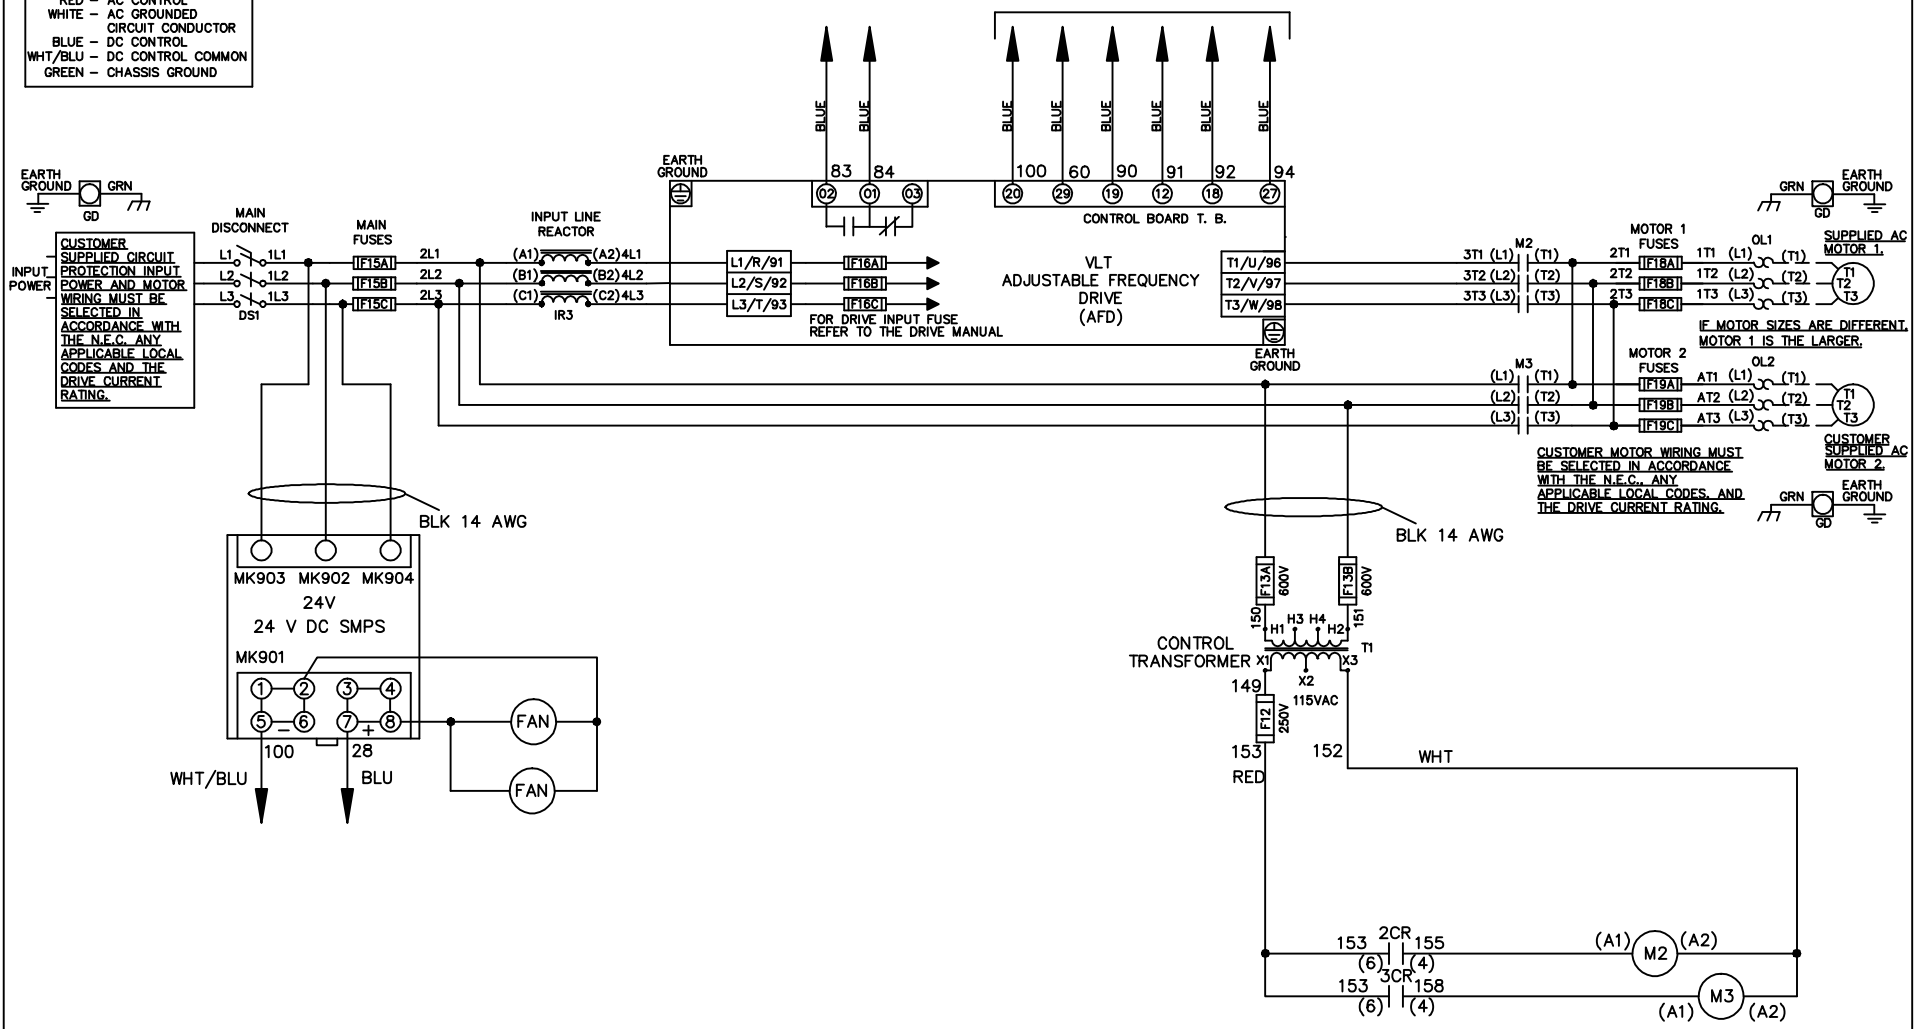 RED - AC CONTROL
WHITE - AC GROUNDED
CIRCUIT CONDUCTOR
BLUE - DC CONTROL
WHT/BLU - DC CONTROL COMMON
GREEN - CHASSIS GROUND
BLUE
BLUE
BLUE
BLUE
BLUE
BLUE
BLUE
BLUE
83
84
100
60
90
91
92
94
02
01
03
20
29
19
12
18
27
CONTROL BOARD T. B.
EARTH
GROUND
GRN
GD
EARTH
GROUND
GRN
EARTH
GROUND
GD
INPUT
POWER
CUSTOMER
SUPPLIED CIRCUIT
PROTECTION INPUT
POWER AND MOTOR
WIRING MUST BE
SELECTED IN
ACCORDANCE WITH
THE N.E.C. ANY
APPLICABLE LOCAL
CODES AND THE
DRIVE CURRENT
RATING.
MAIN
DISCONNECT
L1 1L1
L2 1L2
L3 1L3
DS1
MAIN
FUSES
F15A
F15B
F15C
2L1
2L2
2L3
INPUT LINE
REACTOR
(A1) (A2) 4L1
(B1) (B2) 4L2
(C1) (C2) 4L3
IR3
L1/R/91
L2/S/92
L3/T/93
F16A
F16B
F16C
FOR DRIVE INPUT FUSE
REFER TO THE DRIVE MANUAL
VLT
ADJUSTABLE FREQUENCY
DRIVE
(AFD)
T1/U/96
T2/V/97
T3/W/98
EARTH
GROUND
M2
3T1 (L1) (T1)
3T2 (L2) (T2)
3T3 (L3) (T3)
MOTOR 1
FUSES
2T1 F18A 1T1 (L1) (T1)
2T2 F18B 1T2 (L2) (T2)
2T3 F18C 1T3 (L3) (T3)
OL1
SUPPLIED AC
MOTOR 1.
T1
T2
T3
IF MOTOR SIZES ARE DIFFERENT,
MOTOR 1 IS THE LARGER.
M3
(L1) (T1)
(L2) (T2)
(L3) (T3)
MOTOR 2
FUSES
OL2
F19A AT1 (L1) (T1)
F19B AT2 (L2) (T2)
F19C AT3 (L3) (T3)
T1
T2
T3
CUSTOMER
SUPPLIED AC
MOTOR 2.
CUSTOMER MOTOR WIRING MUST
BE SELECTED IN ACCORDANCE
WITH THE N.E.C., ANY
APPLICABLE LOCAL CODES, AND
THE DRIVE CURRENT RATING.
GRN
EARTH
GROUND
GD
BLK 14 AWG
BLK 14 AWG
MK903 MK902 MK904
24V
24 V DC SMPS
MK901
1 2 3 4
5 - 6 7 + 8
100
28
WHT/BLU
BLU
FAN
FAN
F13A
600V
F13B
600V
150
151
H1 H3 H4 H2
CONTROL
TRANSFORMER
T1
X1 X3
X2
115VAC
149
F12
250V
153
RED
152
WHT
2CR
153 155
(6) (4)
(A1) M2 (A2)
3CR
153 158
(6) (4)
(A1) M3 (A2)